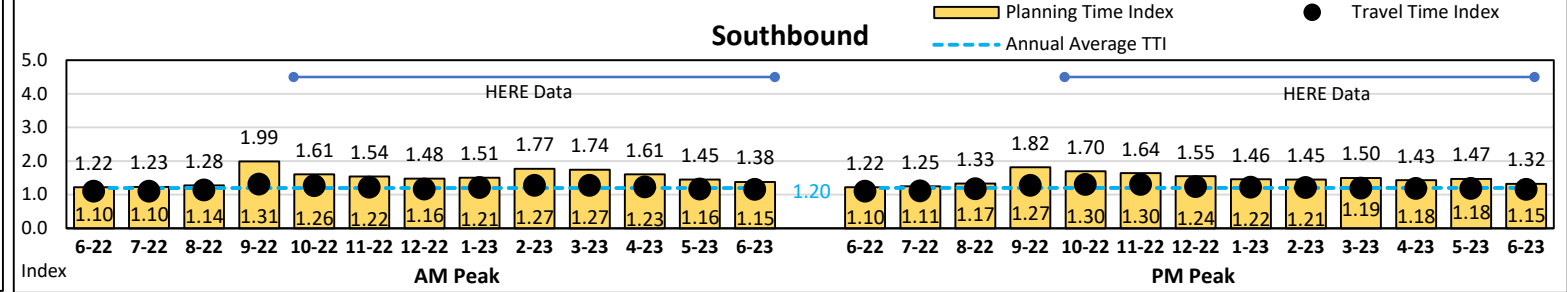 Planning Time Index
Travel Time Index
Southbound
Annual Average TTI
5.0
4.0
3.0
2.0
1.0
0.0
HERE Data
HERE Data
1.22 1.23 1.28 1.99 1.61 1.54 1.48 1.51 1.77 1.74 1.61 1.45 1.38
1.22 1.25 1.33 1.82 1.70 1.64 1.55 1.46 1.45 1.50 1.43 1.47 1.32
1.20
1.10 1.10 1.14 1.31 1.26 1.22 1.16 1.21 1.27 1.27 1.23 1.16 1.15
1.10 1.11 1.17 1.27 1.30 1.30 1.24 1.22 1.21 1.19 1.18 1.18 1.15
6-22 7-22 8-22 9-22 10-22 11-22 12-22 1-23 2-23 3-23 4-23 5-23 6-23
6-22 7-22 8-22 9-22 10-22 11-22 12-22 1-23 2-23 3-23 4-23 5-23 6-23
Index
AM Peak
PM Peak